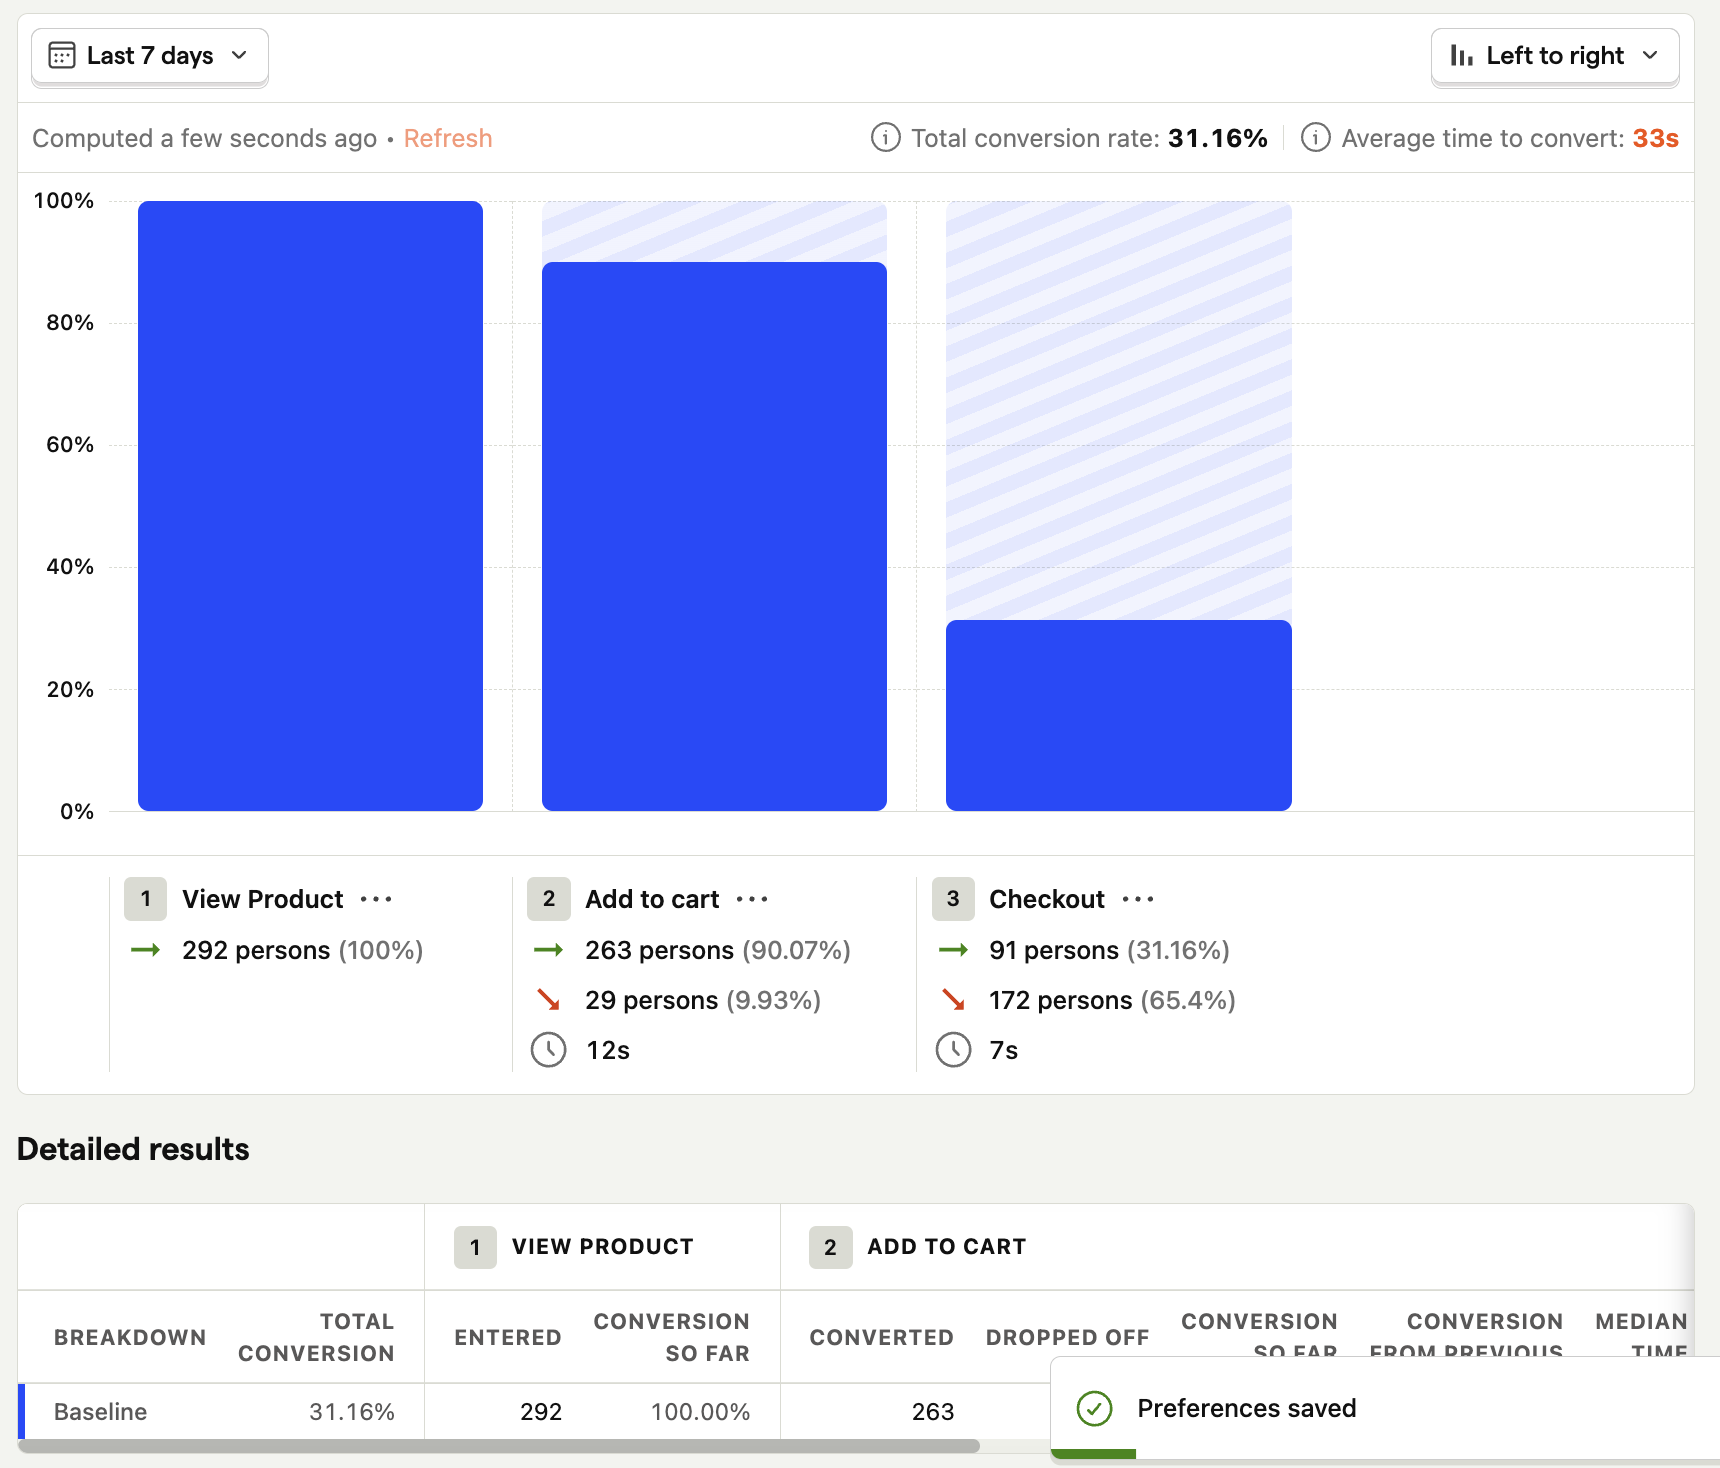 Last 7 days
Left to right
Computed a few seconds ago • Refresh
Total conversion rate: 31.16%
Average time to convert: 33s
100%
80%
60%
40%
20%
0%
1 View Product
292 persons (100%)
2 Add to cart
263 persons (90.07%)
29 persons (9.93%)
12s
3 Checkout
91 persons (31.16%)
172 persons (65.4%)
7s
Detailed results
1 VIEW PRODUCT
2 ADD TO CART
BREAKDOWN
TOTAL
CONVERSION
ENTERED
CONVERSION
SO FAR
CONVERTED
DROPPED OFF
CONVERSION
SO FAR
CONVERSION
FROM PREVIOUS
MEDIAN
TIME
Baseline 31.16% 292 100.00% 263
Preferences saved